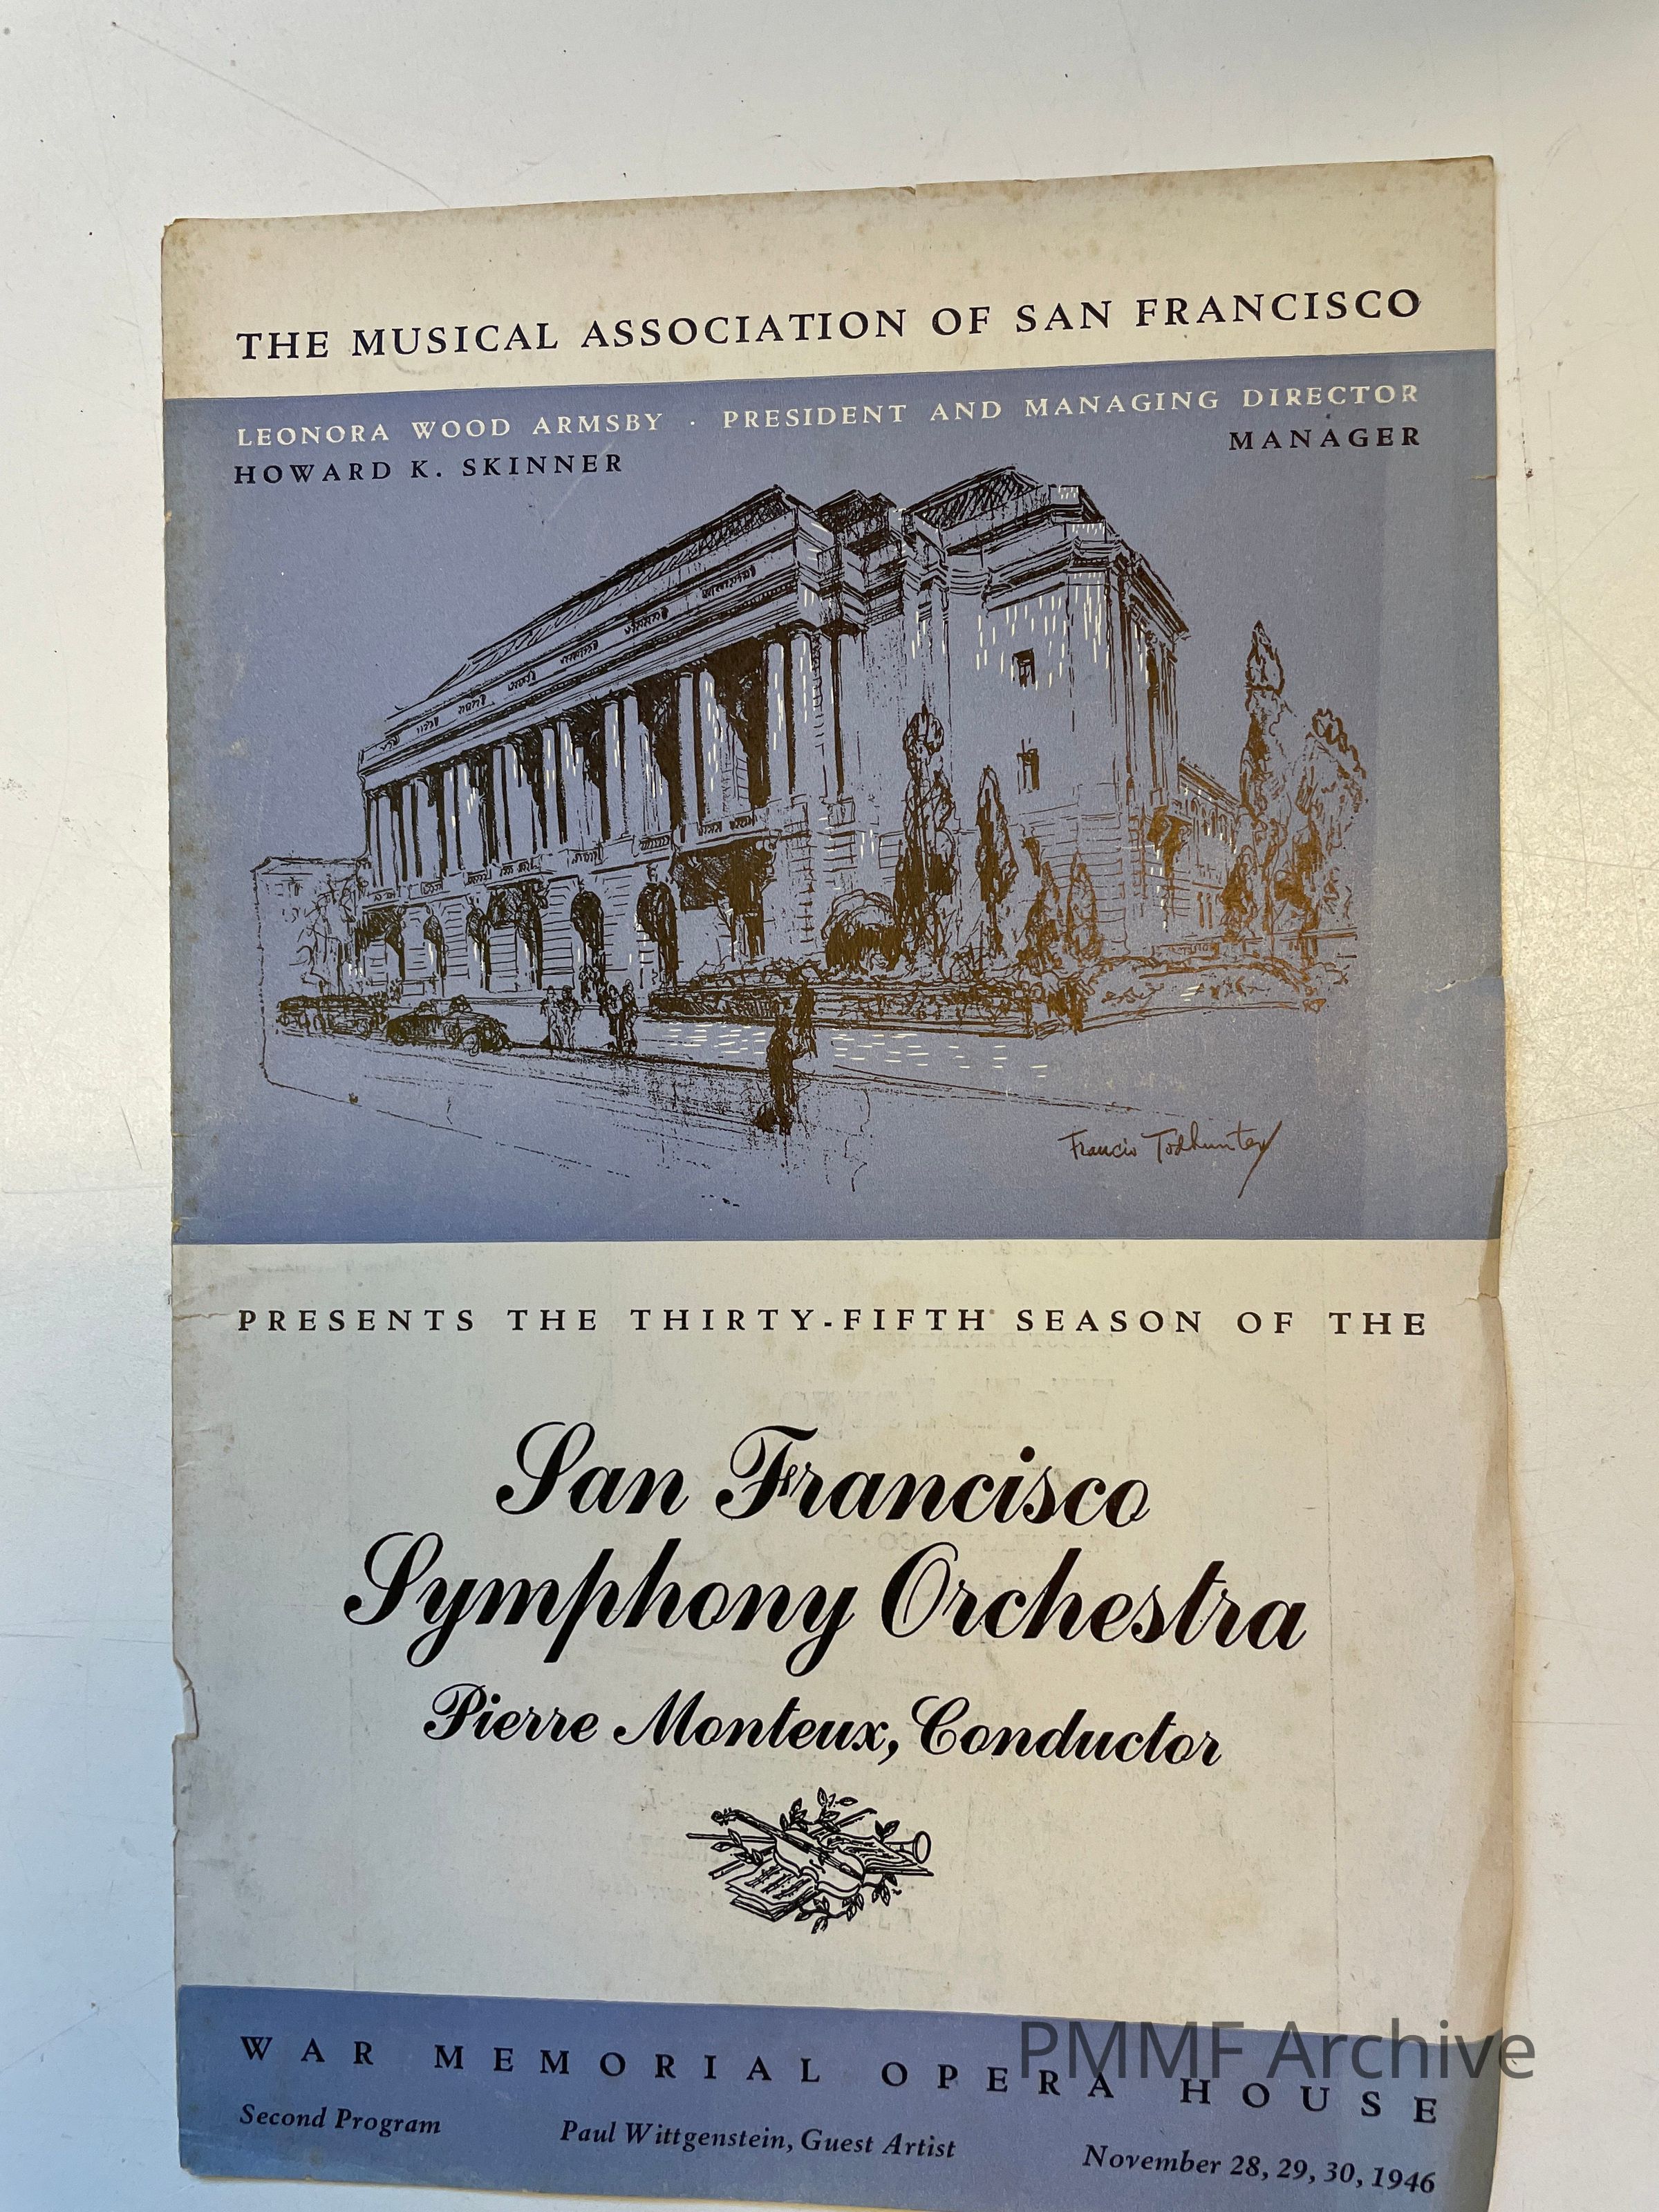 THE MUSICAL ASSOCIATION OF SAN FRANCISCO
LEONORA WOOD ARMSBY · PRESIDENT AND MANAGING DIRECTOR
HOWARD K. SKINNER MANAGER
Francis Todhunter
PRESENTS THE THIRTY-FIFTH SEASON OF THE
San Francisco
Symphony Orchestra
Pierre Monteux, Conductor
WAR MEMORIAL OPERA HOUSE
Second Program Paul Wittgenstein, Guest Artist November 28, 29, 30, 1946
PMMF Archive